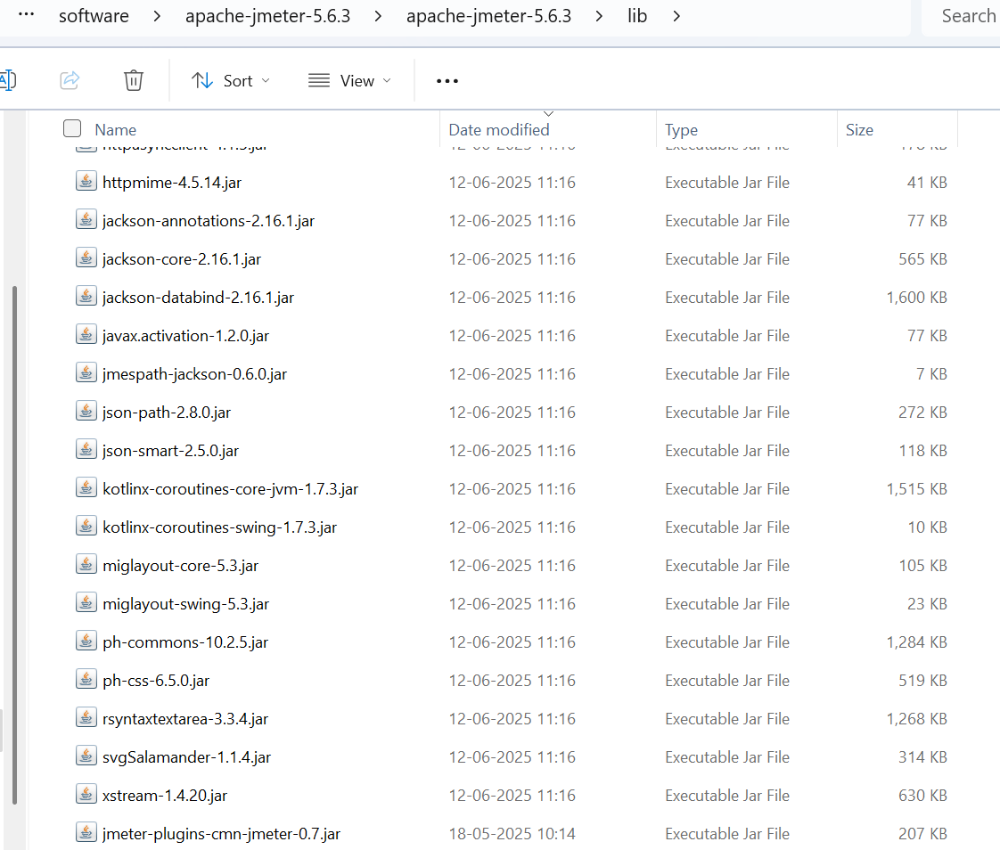 … software > apache-jmeter-5.6.3 > apache-jmeter-5.6.3 > lib > Search
Sort View
Name Date modified Type Size
httpasyncclient-4.1.5.jar 12-06-2025 11:16 Executable Jar File 178 KB
httpmime-4.5.14.jar 12-06-2025 11:16 Executable Jar File 41 KB
jackson-annotations-2.16.1.jar 12-06-2025 11:16 Executable Jar File 77 KB
jackson-core-2.16.1.jar 12-06-2025 11:16 Executable Jar File 565 KB
jackson-databind-2.16.1.jar 12-06-2025 11:16 Executable Jar File 1,600 KB
javax.activation-1.2.0.jar 12-06-2025 11:16 Executable Jar File 77 KB
jmespath-jackson-0.6.0.jar 12-06-2025 11:16 Executable Jar File 7 KB
json-path-2.8.0.jar 12-06-2025 11:16 Executable Jar File 272 KB
json-smart-2.5.0.jar 12-06-2025 11:16 Executable Jar File 118 KB
kotlinx-coroutines-core-jvm-1.7.3.jar 12-06-2025 11:16 Executable Jar File 1,515 KB
kotlinx-coroutines-swing-1.7.3.jar 12-06-2025 11:16 Executable Jar File 10 KB
miglayout-core-5.3.jar 12-06-2025 11:16 Executable Jar File 105 KB
miglayout-swing-5.3.jar 12-06-2025 11:16 Executable Jar File 23 KB
ph-commons-10.2.5.jar 12-06-2025 11:16 Executable Jar File 1,284 KB
ph-css-6.5.0.jar 12-06-2025 11:16 Executable Jar File 519 KB
rsyntaxtextarea-3.3.4.jar 12-06-2025 11:16 Executable Jar File 1,268 KB
svgSalamander-1.1.4.jar 12-06-2025 11:16 Executable Jar File 314 KB
xstream-1.4.20.jar 12-06-2025 11:16 Executable Jar File 630 KB
jmeter-plugins-cmn-jmeter-0.7.jar 18-05-2025 10:14 Executable Jar File 207 KB